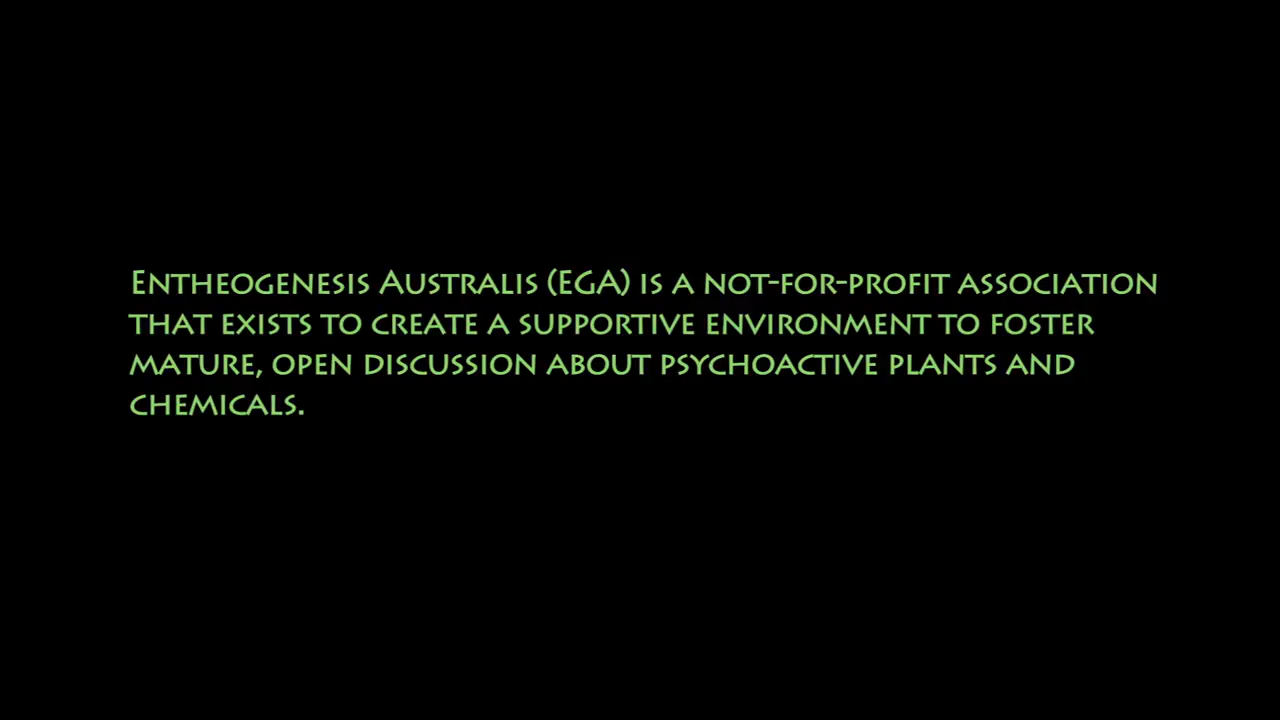 Entheogenesis Australis (EGA) is a not-for-profit association
that exists to create a supportive environment to foster
mature, open discussion about psychoactive plants and
chemicals.